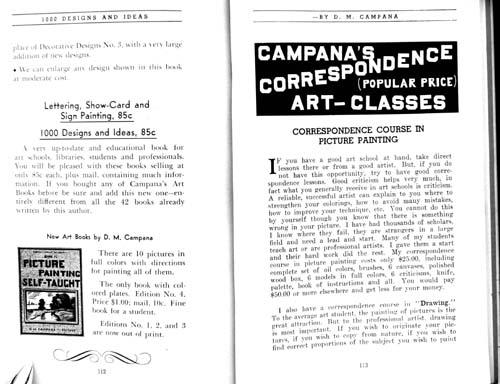 1000 DESIGNS AND IDEAS
place of Decorative Designs No. 3, with a very large
addition of new designs.
• We can enlarge any design shown in this book
at moderate cost.
Lettering, Show-Card and
Sign Painting, 85c
1000 Designs and Ideas, 85c
A very up-to-date and educational book for
art schools, libraries, students and professionals.
You will be pleased with these books selling at
only 85c each, plus mail, containing much infor-
mation. If you bought any of Campana's Art
Books before be sure and add this new one—en-
tirely different from all the 42 books already
written by this author.
New Art Books by D. M. Campana
PICTURE
PAINTING
SELF-TAUGHT
There are 10 pictures in
full colors with directions
for painting all of them.
The only book with col-
ored plates. Edition No. 4.
Price $1.00; mail, 10c. Fine
book for a student.
Editions No. 1, 2, and 3
are now out of print.
112
—BY D. M. CAMPANA
CAMPANA'S
CORRESPONDENCE
(POPULAR PRICE)
ART-CLASSES
CORRESPONDENCE COURSE IN
PICTURE PAINTING
IF you have a good art school at hand, take direct
lessons there or from a good artist. But, if you do
not have this opportunity, try to have good corre-
spondence lessons. Good criticism helps very much, in
fact what you generally receive in art schools is criticism.
A reliable, successful artist can explain to you where to
strengthen your colorings, how to avoid many mistakes,
how to improve your technique, etc. You cannot do this
by yourself though you know that there is something
wrong in your picture. I have had thousands of scholars,
I know where they fail, they are strangers in a large
field and need a lead and start. Many of my students
teach art or are professional artists. I gave them a start
and their hard work did the rest. My correspondence
course in picture painting costs only $25.00, including
complete set of oil colors, brushes, 6 canvases, polished
wood box, 6 models in full colors, 6 criticisms, knife,
palette, book of instructions and all. You would pay
$50.00 or more elsewhere and get less for your money.
I also have a correspondence course in "Drawing."
To the average art student, the painting of pictures is the
great attraction. But to the professional artist, drawing
is most important. If you wish to originate your pic-
tures, if you wish to copy from nature, if you wish to
find correct proportions of the subject you wish to paint
113